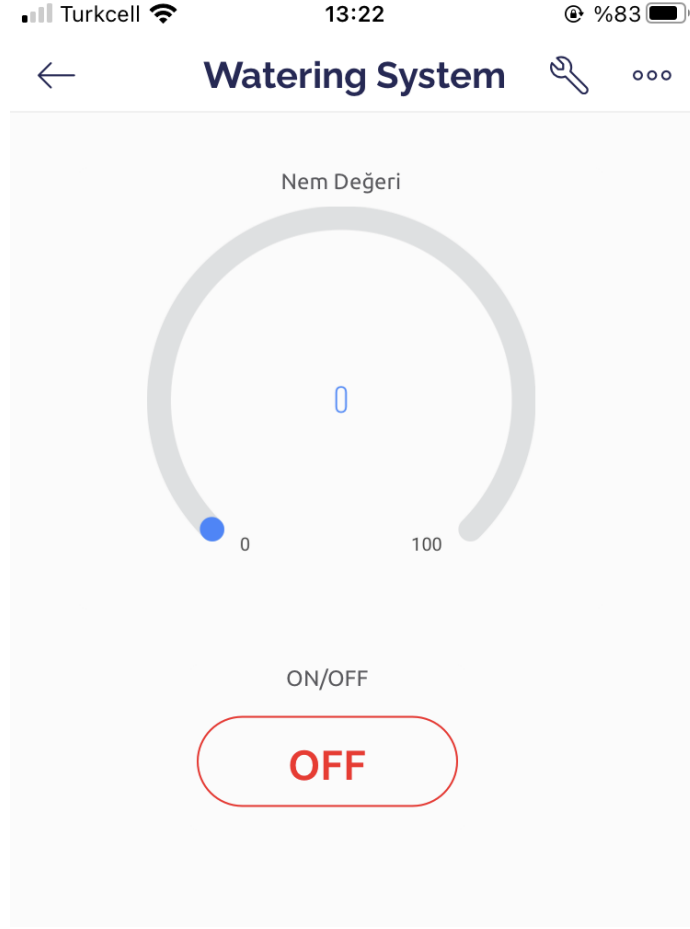 Turkcell 13:22 %83
Watering System
Nem Değeri
0
0 100
ON/OFF
OFF